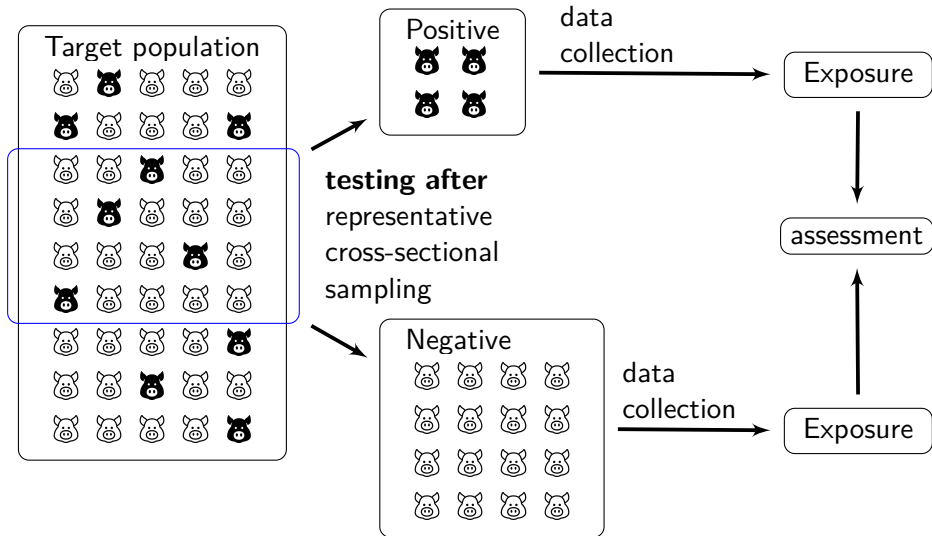 Target population
Positive
data
collection
Exposure
testing after
representative
cross-sectional
sampling
assessment
Negative
data
collection
Exposure